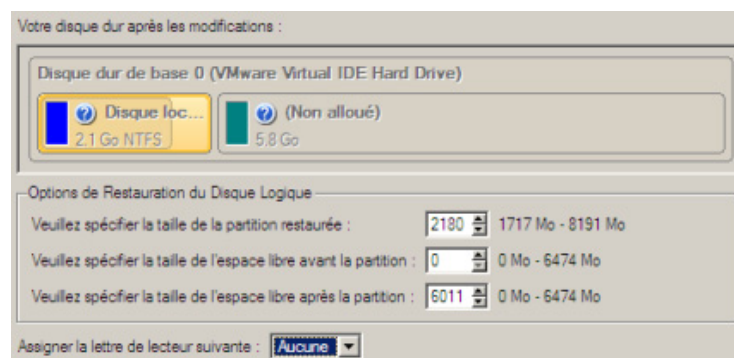 Votre disque dur après les modifications :
Disque dur de base 0 (VMware Virtual IDE Hard Drive)
Disque loc...
2.1 Go NTFS
(Non alloué)
5.8 Go
Options de Restauration du Disque Logique
Veuillez spécifier la taille de la partition restaurée : 2180 1717 Mo - 8191 Mo
Veuillez spécifier la taille de l'espace libre avant la partition : 0 0 Mo - 6474 Mo
Veuillez spécifier la taille de l'espace libre après la partition : 6011 0 Mo - 6474 Mo
Assigner la lettre de lecteur suivante : Aucune